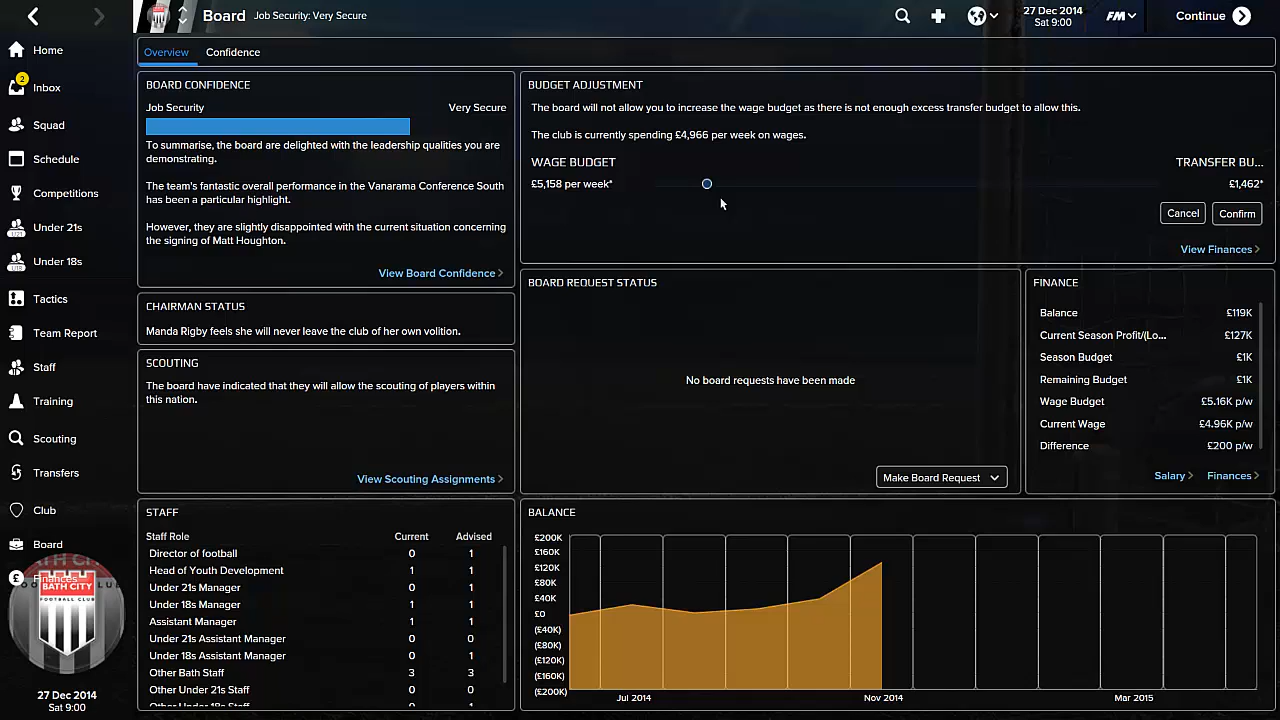 Board
Job Security: Very Secure
27 Dec 2014
Sat 9:00
FM
Continue
Home
2
Inbox
Squad
Schedule
Competitions
Under 21s
Under 18s
Tactics
Team Report
Staff
Training
Scouting
Transfers
Club
Board
Finances
BATH CITY
FOOTBALL CLUB
27 Dec 2014
Sat 9:00
Overview
Confidence
BOARD CONFIDENCE
Job Security
Very Secure
To summarise, the board are delighted with the leadership qualities you are
demonstrating.
The team's fantastic overall performance in the Vanarama Conference South
has been a particular highlight.
However, they are slightly disappointed with the current situation concerning
the signing of Matt Houghton.
View Board Confidence >
CHAIRMAN STATUS
Manda Rigby feels she will never leave the club of her own volition.
SCOUTING
The board have indicated that they will allow the scouting of players within
this nation.
View Scouting Assignments >
STAFF
Staff Role Current Advised
Director of football 0 1
Head of Youth Development 1 1
Under 21s Manager 0 1
Under 18s Manager 1 1
Assistant Manager 1 1
Under 21s Assistant Manager 0 0
Under 18s Assistant Manager 0 1
Other Bath Staff 3 3
Other Under 21s Staff 0 0
Other Under 18s Staff 0 1
BUDGET ADJUSTMENT
The board will not allow you to increase the wage budget as there is not enough excess transfer budget to allow this.
The club is currently spending £4,966 per week on wages.
WAGE BUDGET
TRANSFER BU...
£5,158 per week*
£1,462*
Cancel
Confirm
View Finances >
BOARD REQUEST STATUS
No board requests have been made
Make Board Request
FINANCE
Balance £119K
Current Season Profit/(Lo... £127K
Season Budget £1K
Remaining Budget £1K
Wage Budget £5.16K p/w
Current Wage £4.96K p/w
Difference £200 p/w
Salary >
Finances >
BALANCE
£200K
£160K
£120K
£80K
£40K
£0
(£40K)
(£80K)
(£120K)
(£160K)
(£200K)
Jul 2014
Nov 2014
Mar 2015